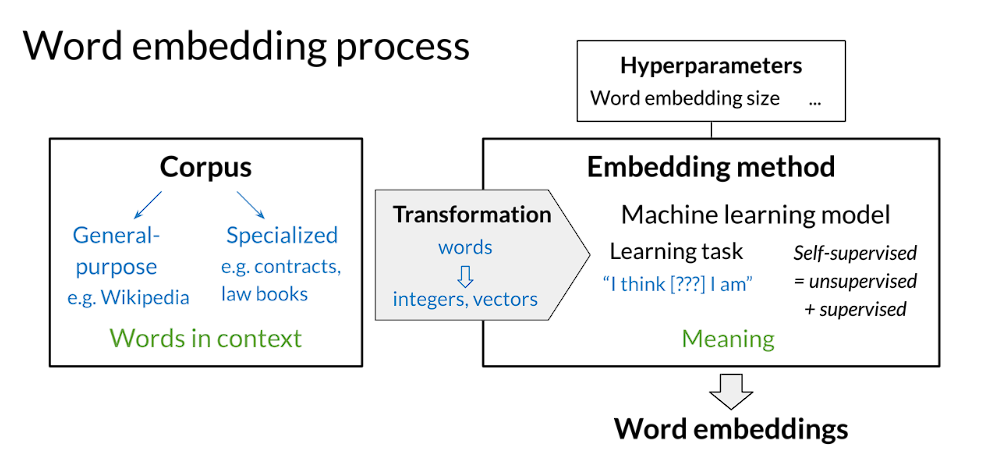 Word embedding process
Hyperparameters
Word embedding size ...
Corpus
General-
purpose
e.g. Wikipedia
Specialized
e.g. contracts,
law books
Words in context
Transformation
words
integers, vectors
Embedding method
Machine learning model
Learning task
“I think [???] I am”
Self-supervised
= unsupervised
+ supervised
Meaning
Word embeddings